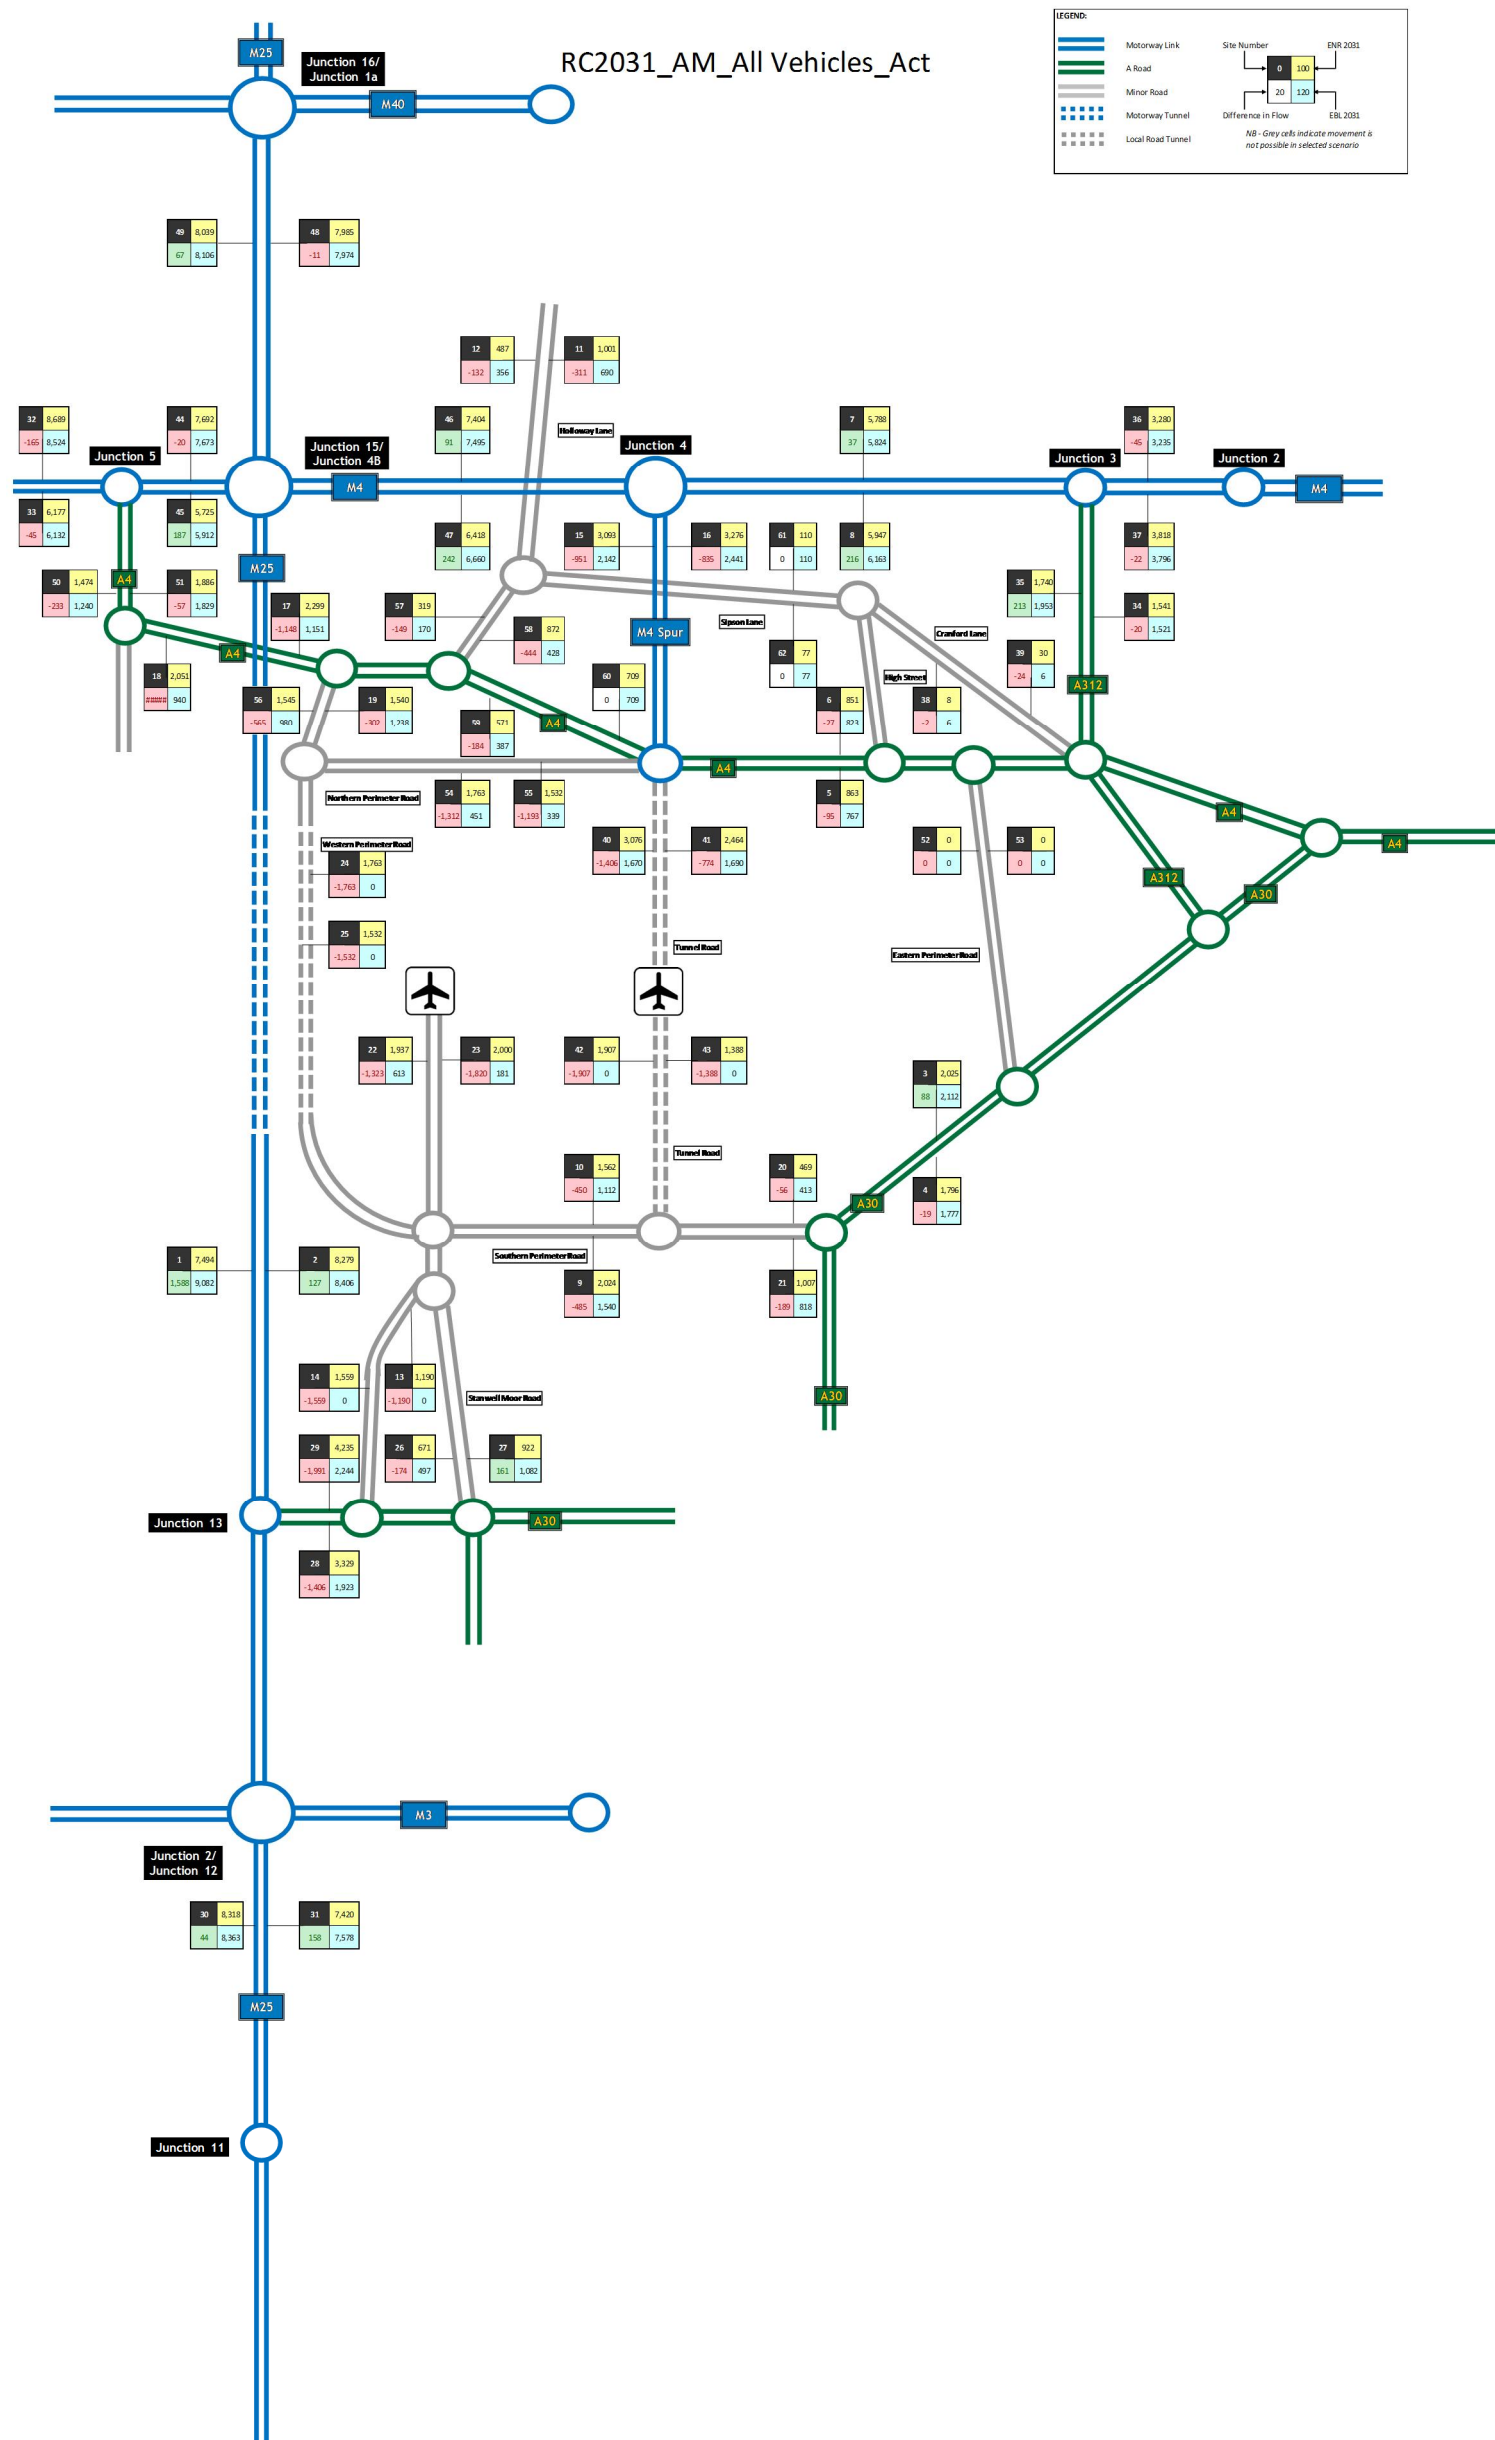 RC2031_AM_All Vehicles_Act
LEGEND:
Motorway Link
Site Number
ENR 2031
A Road
0 100
Minor Road
20 120
Motorway Tunnel
Difference in Flow
EBL 2031
Local Road Tunnel
NB - Grey cells indicate movement is
not possible in selected scenario
M25
Junction 16/
Junction 1a
M40
49 8,039
67 8,106
48 7,985
-11 7,974
12 487
-132 356
11 1,001
-311 690
Holloway Lane
32 8,689
-165 8,524
44 7,692
-20 7,673
46 7,404
91 7,495
7 5,788
37 5,824
36 3,280
-45 3,235
Junction 5
Junction 15/
Junction 4B
Junction 4
Junction 3
Junction 2
M4
M4
33 6,177
-45 6,132
45 5,725
187 5,912
M25
47 6,418
242 6,660
15 3,093
-951 2,142
16 3,276
-835 2,441
61 110
0 110
8 5,947
216 6,163
37 3,818
-22 3,796
50 1,474
-233 1,240
A4
51 1,886
-57 1,829
17 2,299
-1,148 1,151
57 319
-149 170
58 872
-444 428
M4 Spur
Sipson Lane
35 1,740
213 1,953
34 1,541
-20 1,521
Cranford Lane
A4
18 2,051
##### 940
56 1,545
-565 980
19 1,540
-302 1,238
59 571
-184 387
A4
60 709
0 709
62 77
0 77
High Street
6 851
-27 823
38 8
-2 6
39 30
-24 6
A312
A4
Northern Perimeter Road
54 1,763
-1,312 451
55 1,532
-1,193 339
5 863
-95 767
A4
A4
Western Perimeter Road
24 1,763
-1,763 0
40 3,076
-1,406 1,670
41 2,464
-774 1,690
52 0
0 0
53 0
0 0
A312
A30
25 1,532
-1,532 0
Tunnel Road
Eastern Perimeter Road
22 1,937
-1,323 613
23 2,000
-1,820 181
42 1,907
-1,907 0
43 1,388
-1,388 0
3 2,025
88 2,112
Tunnel Road
10 1,562
-450 1,112
20 469
-56 413
A30
4 1,796
-19 1,777
1 7,494
1,588 9,082
2 8,279
127 8,406
Southern Perimeter Road
9 2,024
-485 1,540
21 1,007
-189 818
14 1,559
-1,559 0
13 1,190
-1,190 0
Stanwell Moor Road
A30
29 4,235
-1,991 2,244
26 671
-174 497
27 922
161 1,082
Junction 13
A30
28 3,329
-1,406 1,923
M3
Junction 2/
Junction 12
30 8,318
44 8,363
31 7,420
158 7,578
M25
Junction 11